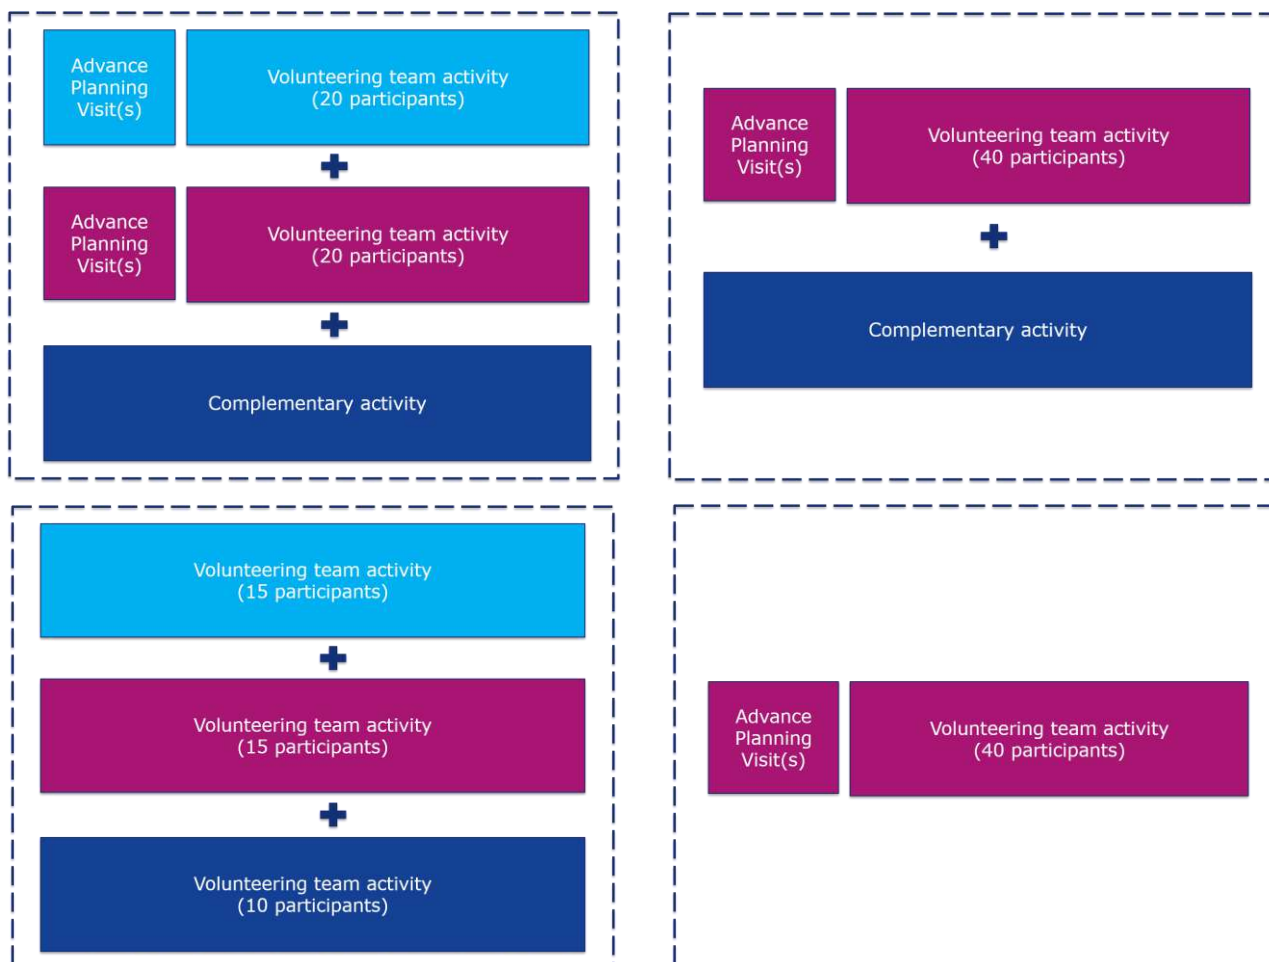 Advance
Planning
Visit(s)
Volunteering team activity
(20 participants)
Advance
Planning
Visit(s)
Volunteering team activity
(20 participants)
Complementary activity
Advance
Planning
Visit(s)
Volunteering team activity
(40 participants)
Complementary activity
Volunteering team activity
(15 participants)
Volunteering team activity
(15 participants)
Volunteering team activity
(10 participants)
Advance
Planning
Visit(s)
Volunteering team activity
(40 participants)